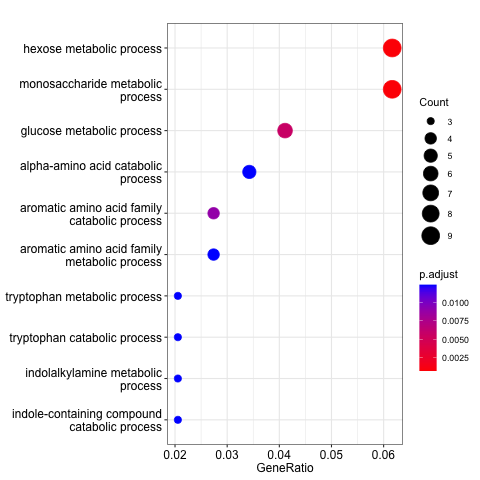 hexose metabolic process
monosaccharide metabolic
process
glucose metabolic process
alpha-amino acid catabolic
process
aromatic amino acid family
catabolic process
aromatic amino acid family
metabolic process
tryptophan metabolic process
tryptophan catabolic process
indolalkylamine metabolic
process
indole-containing compound
catabolic process
0.02 0.03 0.04 0.05 0.06
GeneRatio
Count
3
4
5
6
7
8
9
p.adjust
0.0100
0.0075
0.0050
0.0025